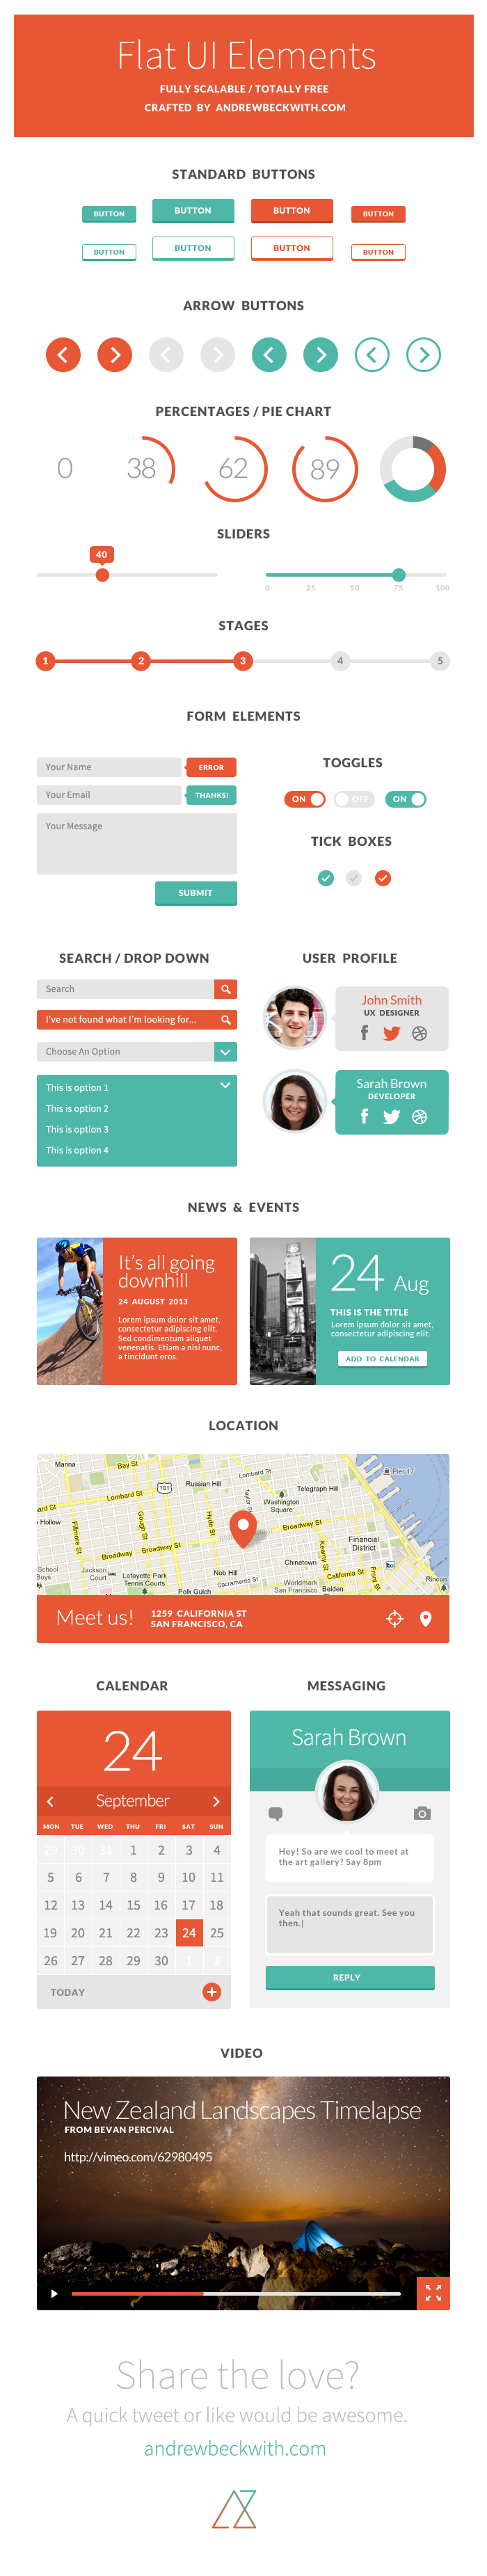 Flat UI Elements
FULLY SCALABLE / TOTALLY FREE
CRAFTED BY ANDREWBECKWITH.COM
STANDARD BUTTONS
BUTTON BUTTON BUTTON BUTTON
BUTTON BUTTON BUTTON BUTTON
ARROW BUTTONS
PERCENTAGES / PIE CHART
0 38 62 89
SLIDERS
40
0 25 50 75 100
STAGES
1 2 3 4 5
FORM ELEMENTS
Your Name ERROR
Your Email THANKS!
Your Message
SUBMIT
TOGGLES
ON OFF ON
TICK BOXES
SEARCH / DROP DOWN
Search
I've not found what I'm looking for...
Choose An Option
This is option 1
This is option 2
This is option 3
This is option 4
USER PROFILE
John Smith
UX DESIGNER
Sarah Brown
DEVELOPER
NEWS & EVENTS
It's all going
downhill
24 AUGUST 2013
Lorem ipsum dolor sit amet,
consectetur adipiscing elit.
Sed condimentum aliquet
venenatis. Etiam a nisi nunc,
a tincidunt eros.
24 Aug
THIS IS THE TITLE
Lorem ipsum dolor sit amet,
consectetur adipiscing elit.
ADD TO CALENDAR
LOCATION
Marina
Bay St
Pier 17
Lombard St
101
Russian Hill
Lombard St
Telegraph Hill
Washington
Square
ard St
Hollow
Fillmore St
Gough St
Hyde St
Taylor S
Broadway
Broadway St
Broadway St
Financial
District
Chinatown
School
Boys
Jackson
Court
Lafayette Park
Tennis Courts
Nob Hill
Sacramento St
Polk Gulch
Worldmark
San Francisco
Belden
Kearny St
California St
Front St
Rincon
Meet us!
1259 CALIFORNIA ST
SAN FRANCISCO, CA
CALENDAR
24
September
MON TUE WED THU FRI SAT SUN
29 30 31 1 2 3 4
5 6 7 8 9 10 11
12 13 14 15 16 17 18
19 20 21 22 23 24 25
26 27 28 29 30 1 2
TODAY
MESSAGING
Sarah Brown
Hey! So are we cool to meet at
the art gallery? Say 8pm
Yeah that sounds great. See you
then.|
REPLY
VIDEO
New Zealand Landscapes Timelapse
FROM BEVAN PERCIVAL
http://vimeo.com/62980495
Share the love?
A quick tweet or like would be awesome.
andrewbeckwith.com